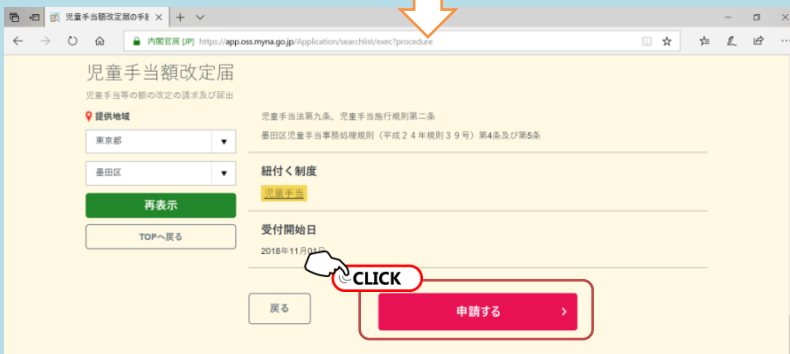 児童手当額改定届の手続
内閣官房 [JP] https://app.oss.myna.go.jp/Application/searchlist/exec?procedure
児童手当額改定届
児童手当等の額の改定の請求及び届出
提供地域
東京都
墨田区
再表示
TOPへ戻る
児童手当法第九条、児童手当施行規則第二条
墨田区児童手当事務処理規則(平成24年規則39号)第4条及び第5条
紐付く制度
児童手当
受付開始日
2018年11月01日
CLICK
戻る
申請する